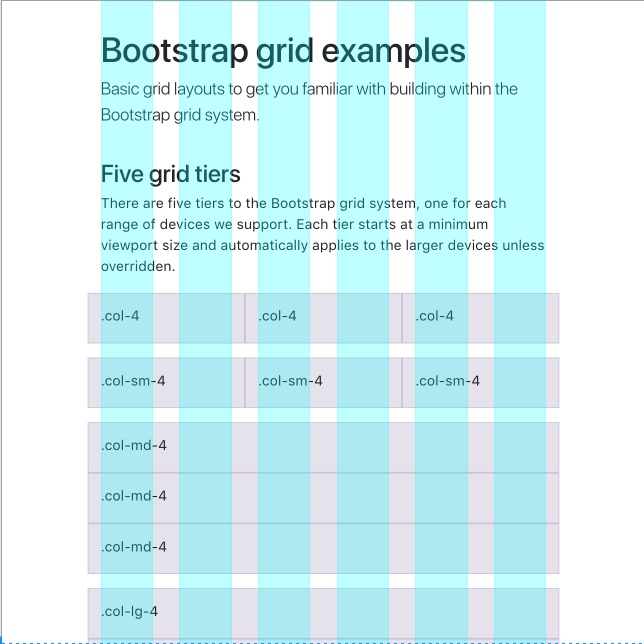 Bootstrap grid examples
Basic grid layouts to get you familiar with building within the
Bootstrap grid system.
Five grid tiers
There are five tiers to the Bootstrap grid system, one for each
range of devices we support. Each tier starts at a minimum
viewport size and automatically applies to the larger devices unless
overridden.
.col-4 .col-4 .col-4
.col-sm-4 .col-sm-4 .col-sm-4
.col-md-4
.col-md-4
.col-md-4
.col-lg-4